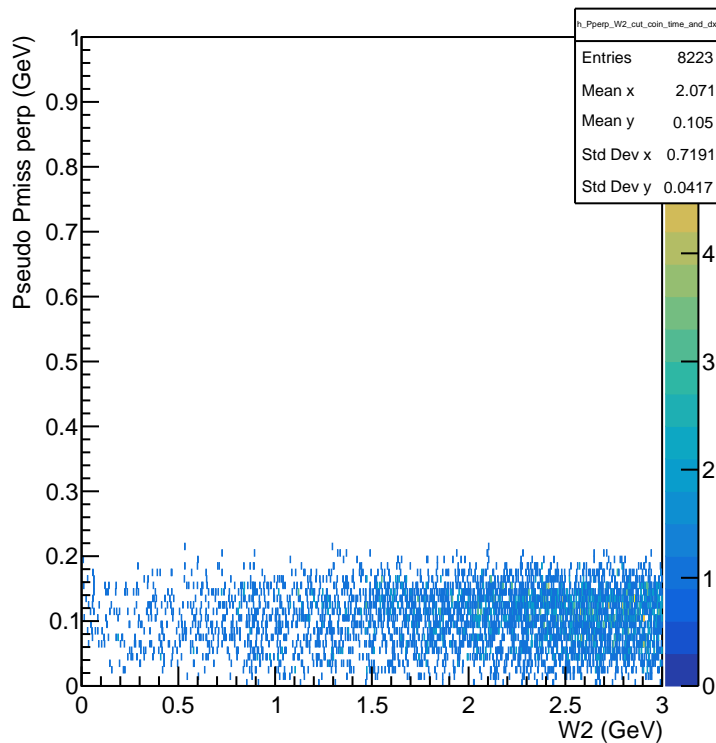 h_Pperp_W2_cut_coin_time_and_dx
Entries 8223
Mean x 2.071
Mean y 0.105
Std Dev x 0.7191
Std Dev y 0.0417
Pseudo Pmiss perp (GeV)
1
0.9
0.8
0.7
0.6
0.5
0.4
0.3
0.2
0.1
0
4
3
2
1
0
0 0.5 1 1.5 2 2.5 3
W2 (GeV)